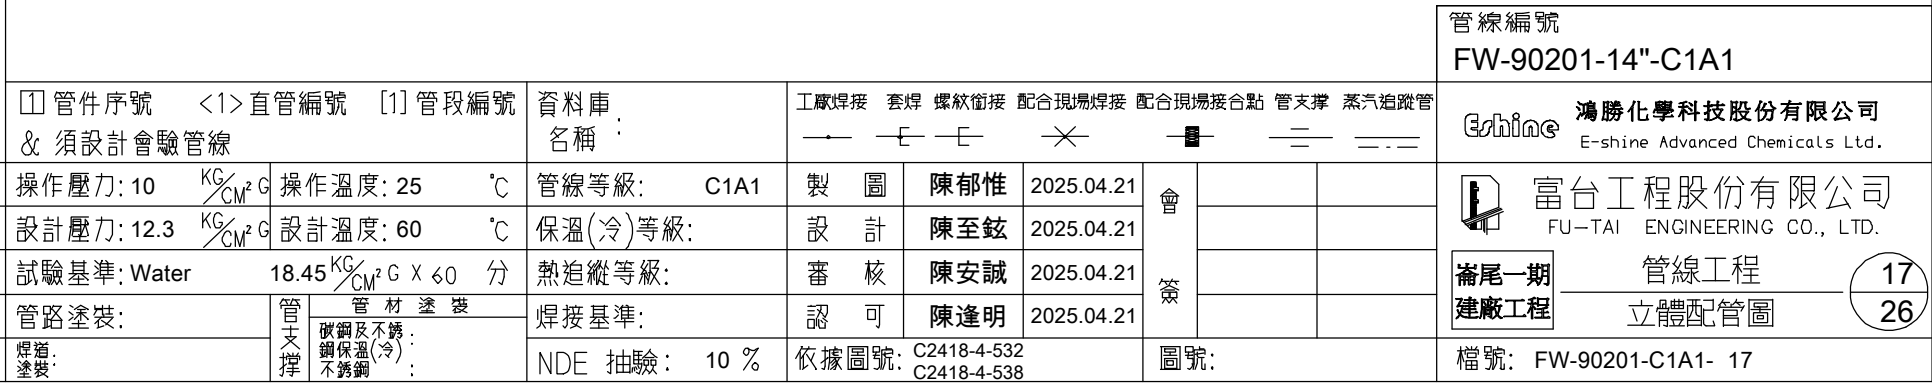 管線編號
FW-90201-14"-C1A1
1 管件序號 <1>直管編號 [1]管段編號
& 須設計會驗管線
資料庫
名稱 :
工廠焊接 套焊 螺紋銜接 配合現場焊接 配合現場接合點 管支撐 蒸汽追蹤管
Eshine 鴻勝化學科技股份有限公司
E-shine Advanced Chemicals Ltd.
操作壓力: 10 KG/CM² G 操作溫度: 25 °C 管線等級: C1A1 製圖 陳郁惟 2025.04.21
設計壓力: 12.3 KG/CM² G 設計溫度: 60 °C 保溫(冷)等級: 設計 陳至鉉 2025.04.21
試驗基準: Water 18.45 KG/CM² G X 60 分 熱追縱等級: 審核 陳安誠 2025.04.21
管路塗裝: 管支撐 管材塗裝 焊接基準: 認可 陳逢明 2025.04.21
會簽
富台工程股份有限公司
FU-TAI ENGINEERING CO., LTD.
崙尾一期
建廠工程
管線工程
立體配管圖
17
26
焊道:
塗裝:
碳鋼及不銹 :
鋼保溫(冷)
不銹鋼 :
NDE 抽驗: 10 %
依據圖號: C2418-4-532
C2418-4-538
圖號:
檔號: FW-90201-C1A1- 17